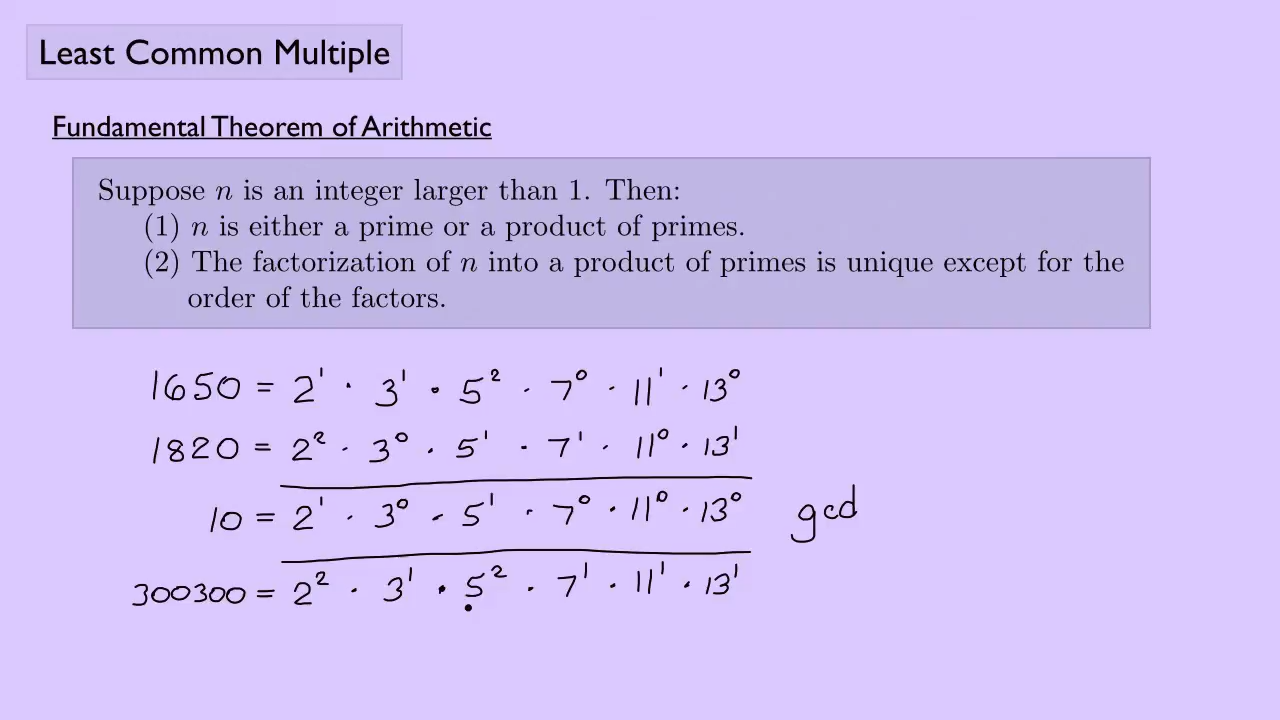 Least Common Multiple
Fundamental Theorem of Arithmetic
Suppose n is an integer larger than 1. Then:
(1) n is either a prime or a product of primes.
(2) The factorization of n into a product of primes is unique except for the
order of the factors.
1650 = 2¹ · 3¹ · 5² · 7⁰ · 11¹ · 13⁰
1820 = 2² · 3⁰ · 5¹ · 7¹ · 11⁰ · 13¹
10 = 2¹ · 3⁰ · 5¹ · 7⁰ · 11⁰ · 13⁰ gcd
300300 = 2² · 3¹ · 5² · 7¹ · 11¹ · 13¹